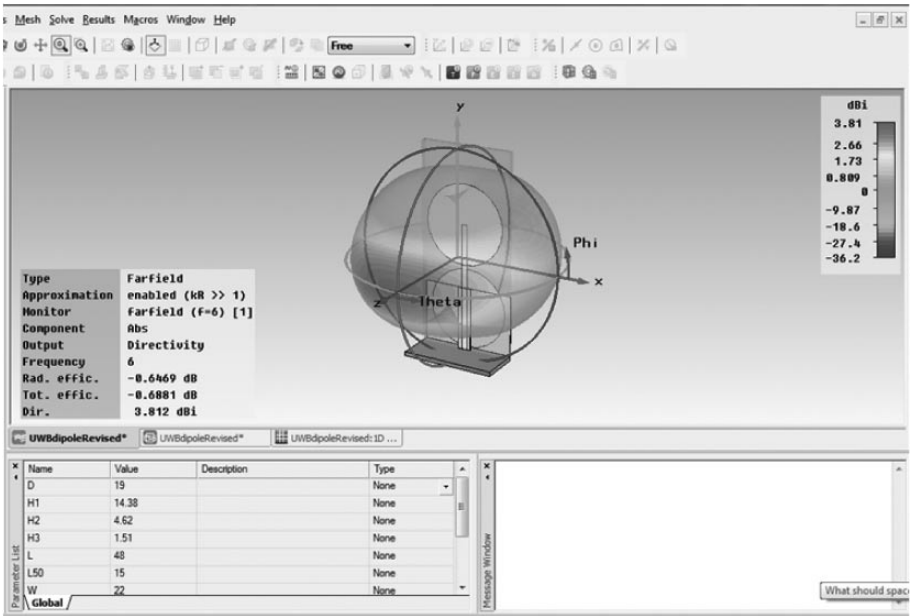 s Mesh Solve Results Macros Window Help
Free
y
dBi
3.81
2.66
1.73
0.809
0
-9.87
-18.6
-27.4
-36.2
Phi
x
z
Theta
Type Farfield
Approximation enabled (kR >> 1)
Monitor farfield (f=6) [1]
Component Abs
Output Directivity
Frequency 6
Rad. effic. -0.6469 dB
Tot. effic. -0.6881 dB
Dir. 3.812 dBi
UWBdipoleRevised* UWBdipoleRevised* UWBdipoleRevised:1D ...
Name Value Description Type
D 19 None
H1 14.38 None
H2 4.62 None
H3 1.51 None
L 48 None
L50 15 None
W 22 None
Global
Parameter List
Message Window
What should spac